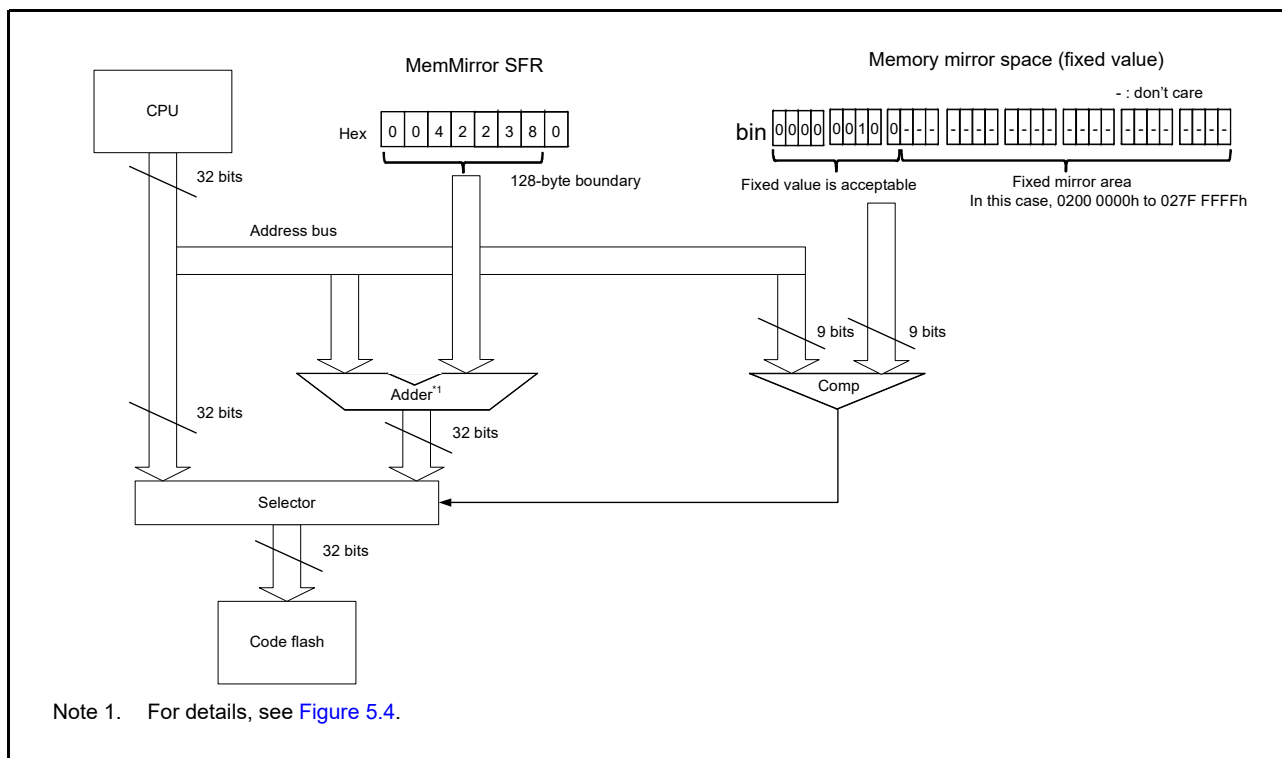 MemMirror SFR
Memory mirror space (fixed value)
- : don't care
CPU
Hex 0 0 4 2 2 3 8 0
bin 0000 0010 0--- ---- ---- ---- ---- ----
32 bits
128-byte boundary
Fixed value is acceptable
Fixed mirror area
In this case, 0200 0000h to 027F FFFFh
Address bus
9 bits
9 bits
Adder*1
Comp
32 bits
32 bits
Selector
32 bits
Code flash
Note 1. For details, see Figure 5.4.